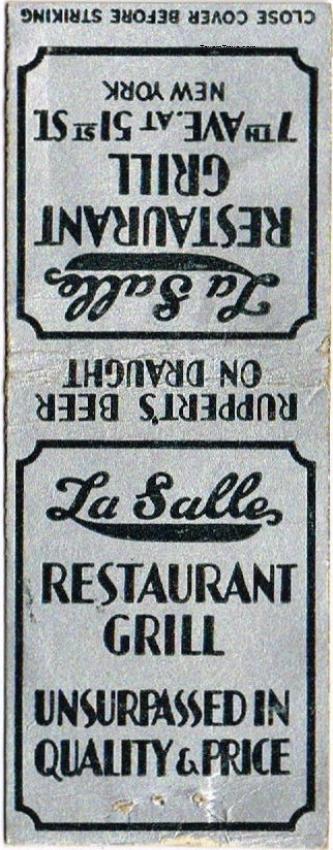 CLOSE COVER BEFORE STRIKING
La Salle
RESTAURANT
GRILL
7TH AVE. AT 51ST ST.
NEW YORK
RUPPERT'S BEER
ON DRAUGHT
La Salle
RESTAURANT
GRILL
UNSURPASSED IN
QUALITY & PRICE